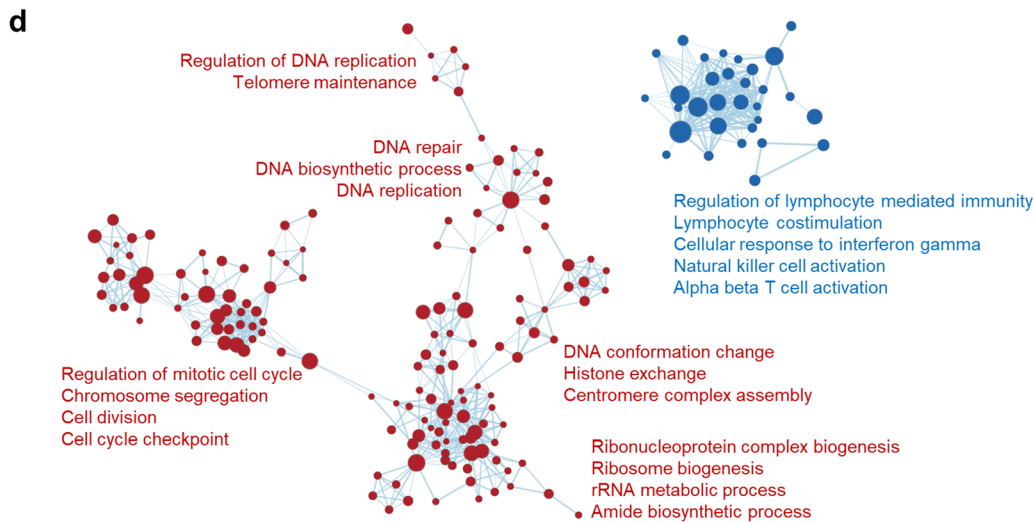 d
Regulation of DNA replication
Telomere maintenance
DNA repair
DNA biosynthetic process
DNA replication
Regulation of lymphocyte mediated immunity
Lymphocyte costimulation
Cellular response to interferon gamma
Natural killer cell activation
Alpha beta T cell activation
Regulation of mitotic cell cycle
Chromosome segregation
Cell division
Cell cycle checkpoint
DNA conformation change
Histone exchange
Centromere complex assembly
Ribonucleoprotein complex biogenesis
Ribosome biogenesis
rRNA metabolic process
Amide biosynthetic process